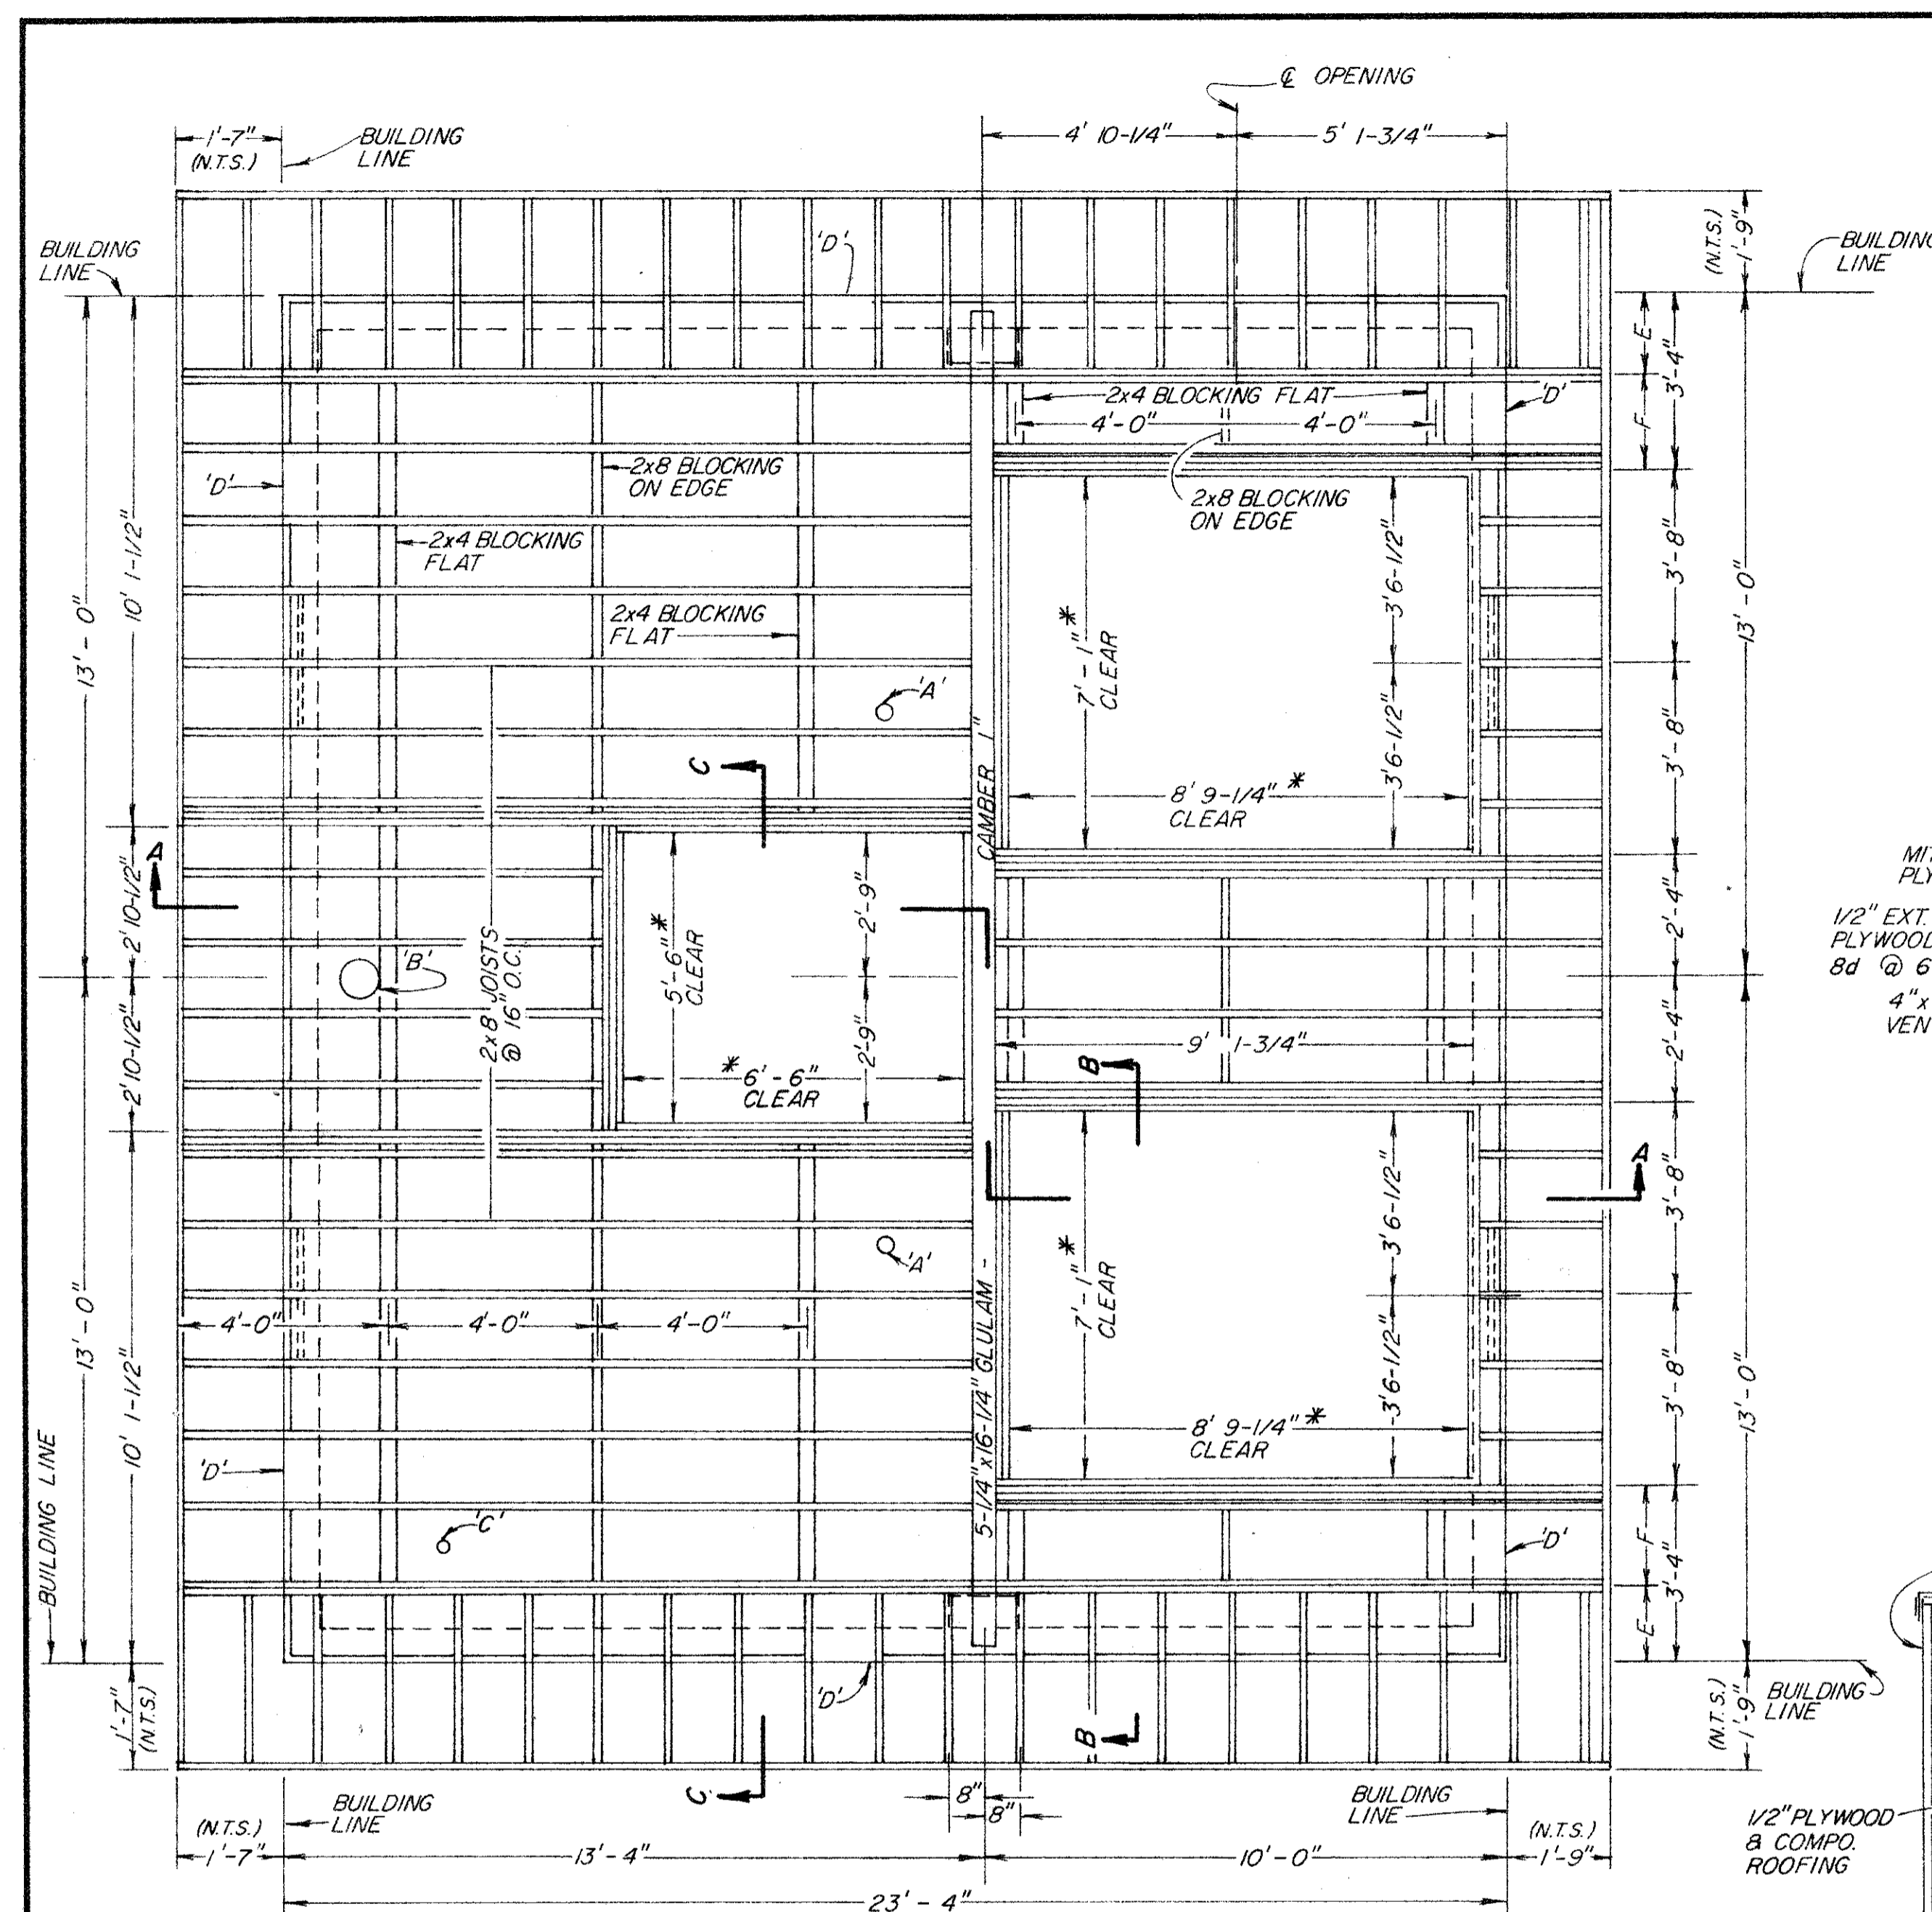 ℄ OPENING
1'-7"
(N.T.S.)
BUILDING
LINE
4' 10-1/4"
5' 1-3/4"
BUILDING
LINE
'D'
(N.T.S.)
1'-9"
BUILDING
LINE
E
3'-4"
F
2x4 BLOCKING FLAT
4'-0"
4'-0"
'D'
'D'
2x8 BLOCKING
ON EDGE
2x8 BLOCKING
ON EDGE
2x4 BLOCKING
FLAT
2x4 BLOCKING
FLAT
13'-0"
10' 1-1/2"
7'-1" *
CLEAR
3'6-1/2"
3'6-1/2"
3'-8"
3'-8"
13'-0"
'A'
C
CAMBER 1"
8' 9-1/4" *
CLEAR
A
2' 10-1/2"
2' 10-1/2"
'B'
2x8 JOISTS
@ 16" O.C.
5'-6" *
CLEAR
2'-9"
2'-9"
* 6'-6"
CLEAR
2'-4"
2'-4"
9' 1-3/4"
B
MIT
PLY
1/2" EXT.
PLYWOOD
8d @ 6
4"x
VEN
A
13'-0"
10' 1-1/2"
'A'
4'-0"
4'-0"
4'-0"
5-1/4"x16-1/4" GLULAM -
7'-1" *
CLEAR
3'6-1/2"
3'6-1/2"
8' 9-1/4" *
CLEAR
3'-8"
3'-8"
13'-0"
'D'
'C'
'D'
F
3'-4"
E
BUILDING LINE
1'-7"
(N.T.S.)
'D'
B
C
(N.T.S.)
1'-9"
BUILDING
LINE
BUILDING
LINE
8"
8"
BUILDING
LINE
(N.T.S.)
1'-7"
13'-4"
10'-0"
(N.T.S.)
1'-9"
23'-4"
1/2" PLYWOOD
& COMPO.
ROOFING